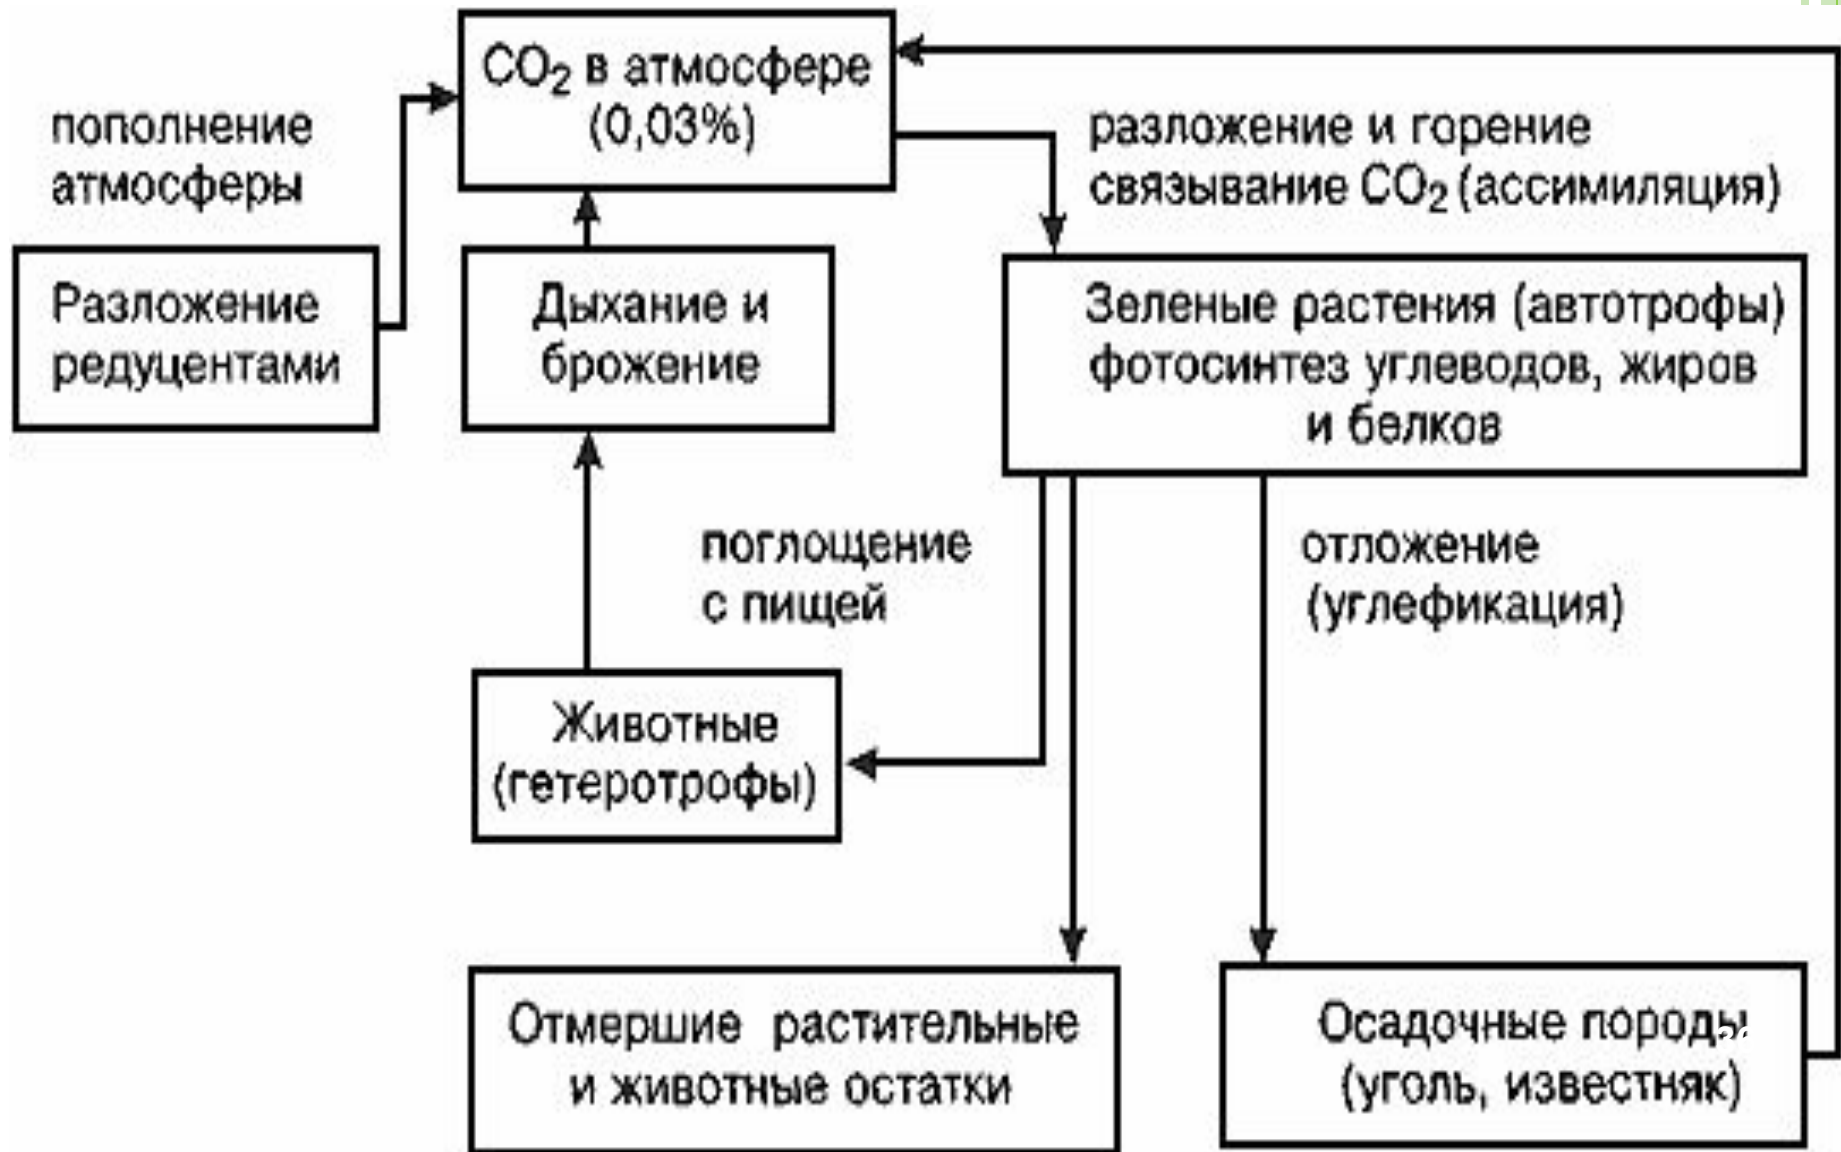 CO₂ в атмосфере
(0,03%)
пополнение
атмосферы
разложение и горение
связывание CO₂ (ассимиляция)
Разложение
редуцентами
Дыхание и
брожение
Зеленые растения (автотрофы)
фотосинтез углеводов, жиров
и белков
поглощение
с пищей
отложение
(углефикация)
Животные
(гетеротрофы)
Отмершие растительные
и животные остатки
Осадочные породы
(уголь, известняк)